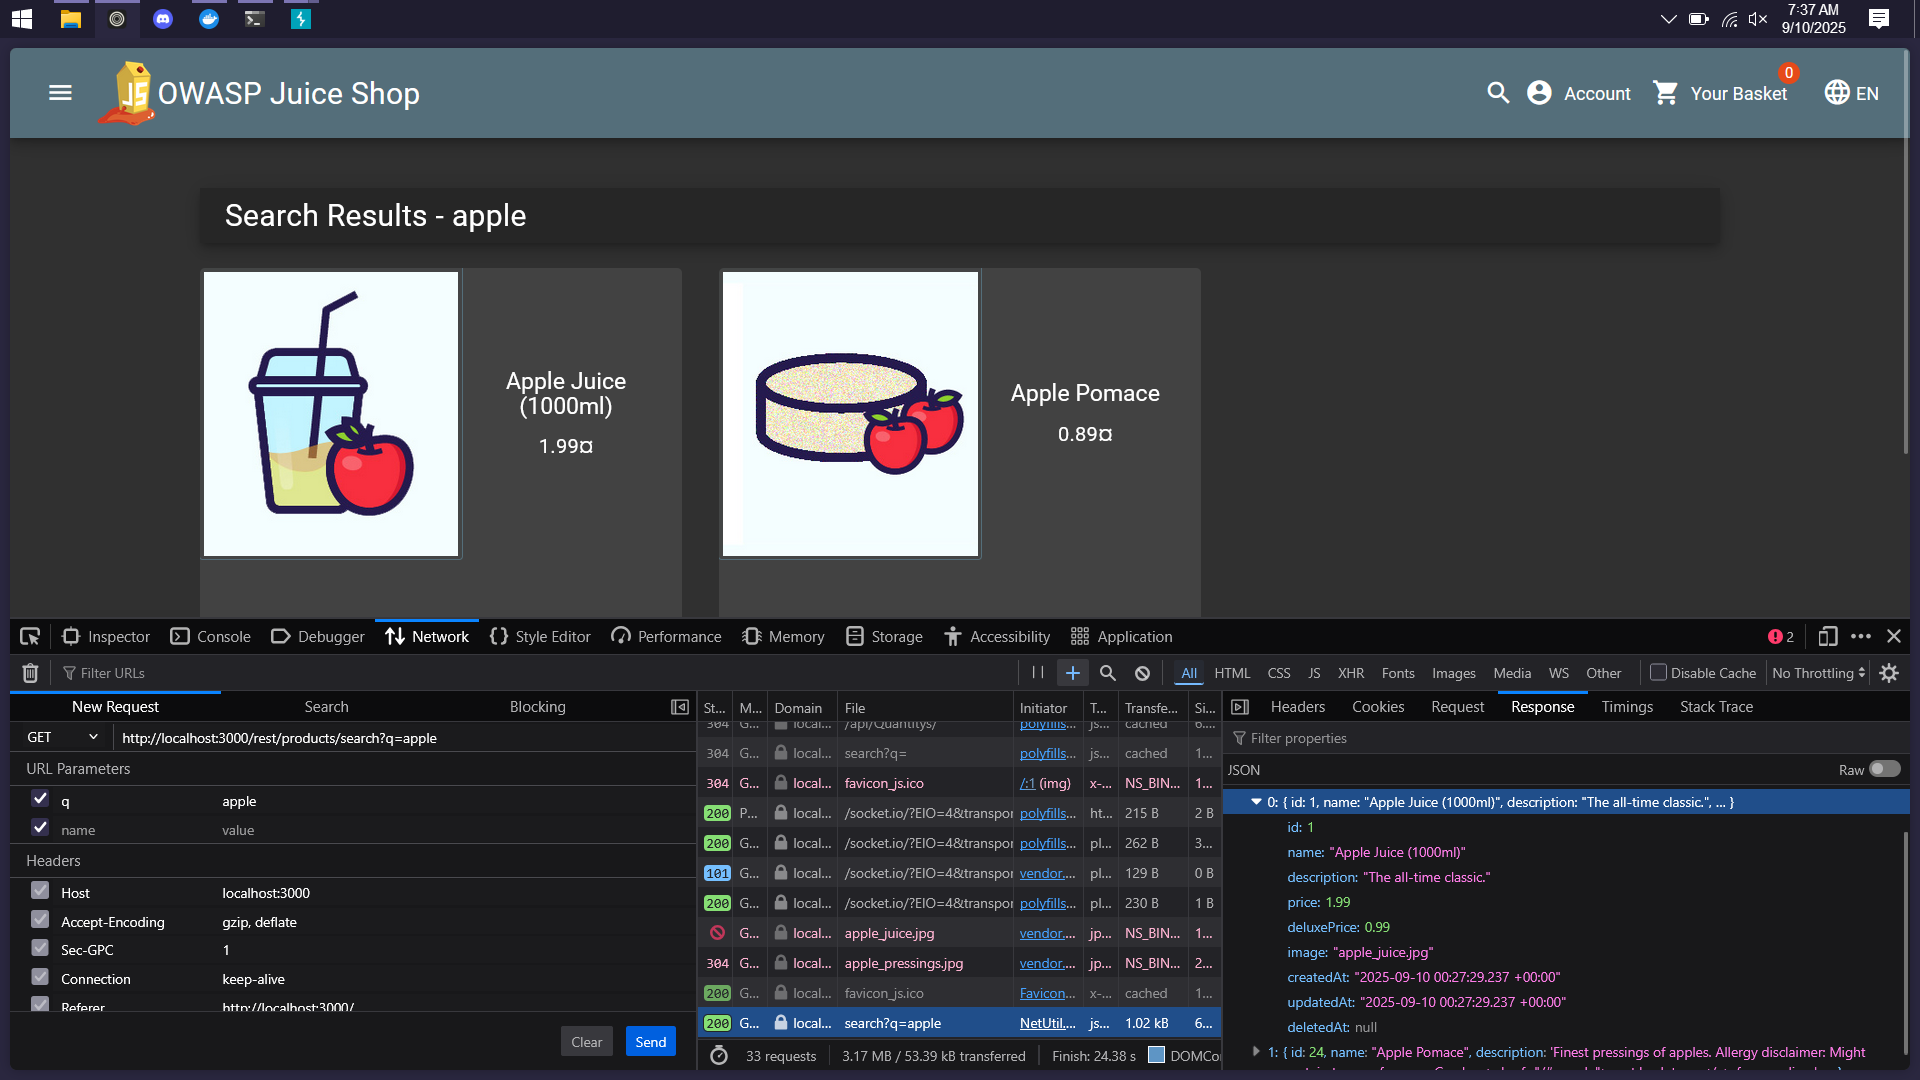 7:37 AM
9/10/2025
JS
OWASP Juice Shop
Account
Your Basket
0
EN
Search Results - apple
Apple Juice
(1000ml)
1.99¤
Apple Pomace
0.89¤
Inspector Console Debugger Network Style Editor Performance Memory Storage Accessibility Application 2
Filter URLs
All HTML CSS JS XHR Fonts Images Media WS Other Disable Cache No Throttling
New Request Search Blocking
GET http://localhost:3000/rest/products/search?q=apple
URL Parameters
q apple
name value
Headers
Host localhost:3000
Accept-Encoding gzip, deflate
Sec-GPC 1
Connection keep-alive
Referer http://localhost:3000/
Clear Send
St... M... Domain File Initiator T... Transfe... Si...
304 G... local... /api/Quantitys/ polyfills... js... cached 6...
304 G... local... search?q= polyfills... js... cached 1...
304 G... local... favicon_js.ico /:1 (img) x-... NS_BIN... 1...
200 P... local... /socket.io/?EIO=4&transpor polyfills... ht... 215 B 2 B
200 G... local... /socket.io/?EIO=4&transpor polyfills... pl... 262 B 3...
101 G... local... /socket.io/?EIO=4&transpor vendor.... pl... 129 B 0 B
200 G... local... /socket.io/?EIO=4&transpor polyfills... pl... 230 B 1 B
G... local... apple_juice.jpg vendor.... jp... NS_BIN... 1...
304 G... local... apple_pressings.jpg vendor.... jp... NS_BIN... 2...
200 G... local... favicon_js.ico Favicon... x-... cached 1...
200 G... local... search?q=apple NetUtil.... js... 1.02 kB 6...
33 requests 3.17 MB / 53.39 kB transferred Finish: 24.38 s DOMCo
Headers Cookies Request Response Timings Stack Trace
Filter properties
JSON Raw
0: { id: 1, name: "Apple Juice (1000ml)", description: "The all-time classic.", ... }
id: 1
name: "Apple Juice (1000ml)"
description: "The all-time classic."
price: 1.99
deluxePrice: 0.99
image: "apple_juice.jpg"
createdAt: "2025-09-10 00:27:29.237 +00:00"
updatedAt: "2025-09-10 00:27:29.237 +00:00"
deletedAt: null
1: { id: 24, name: "Apple Pomace", description: 'Finest pressings of apples. Allergy disclaimer: Might